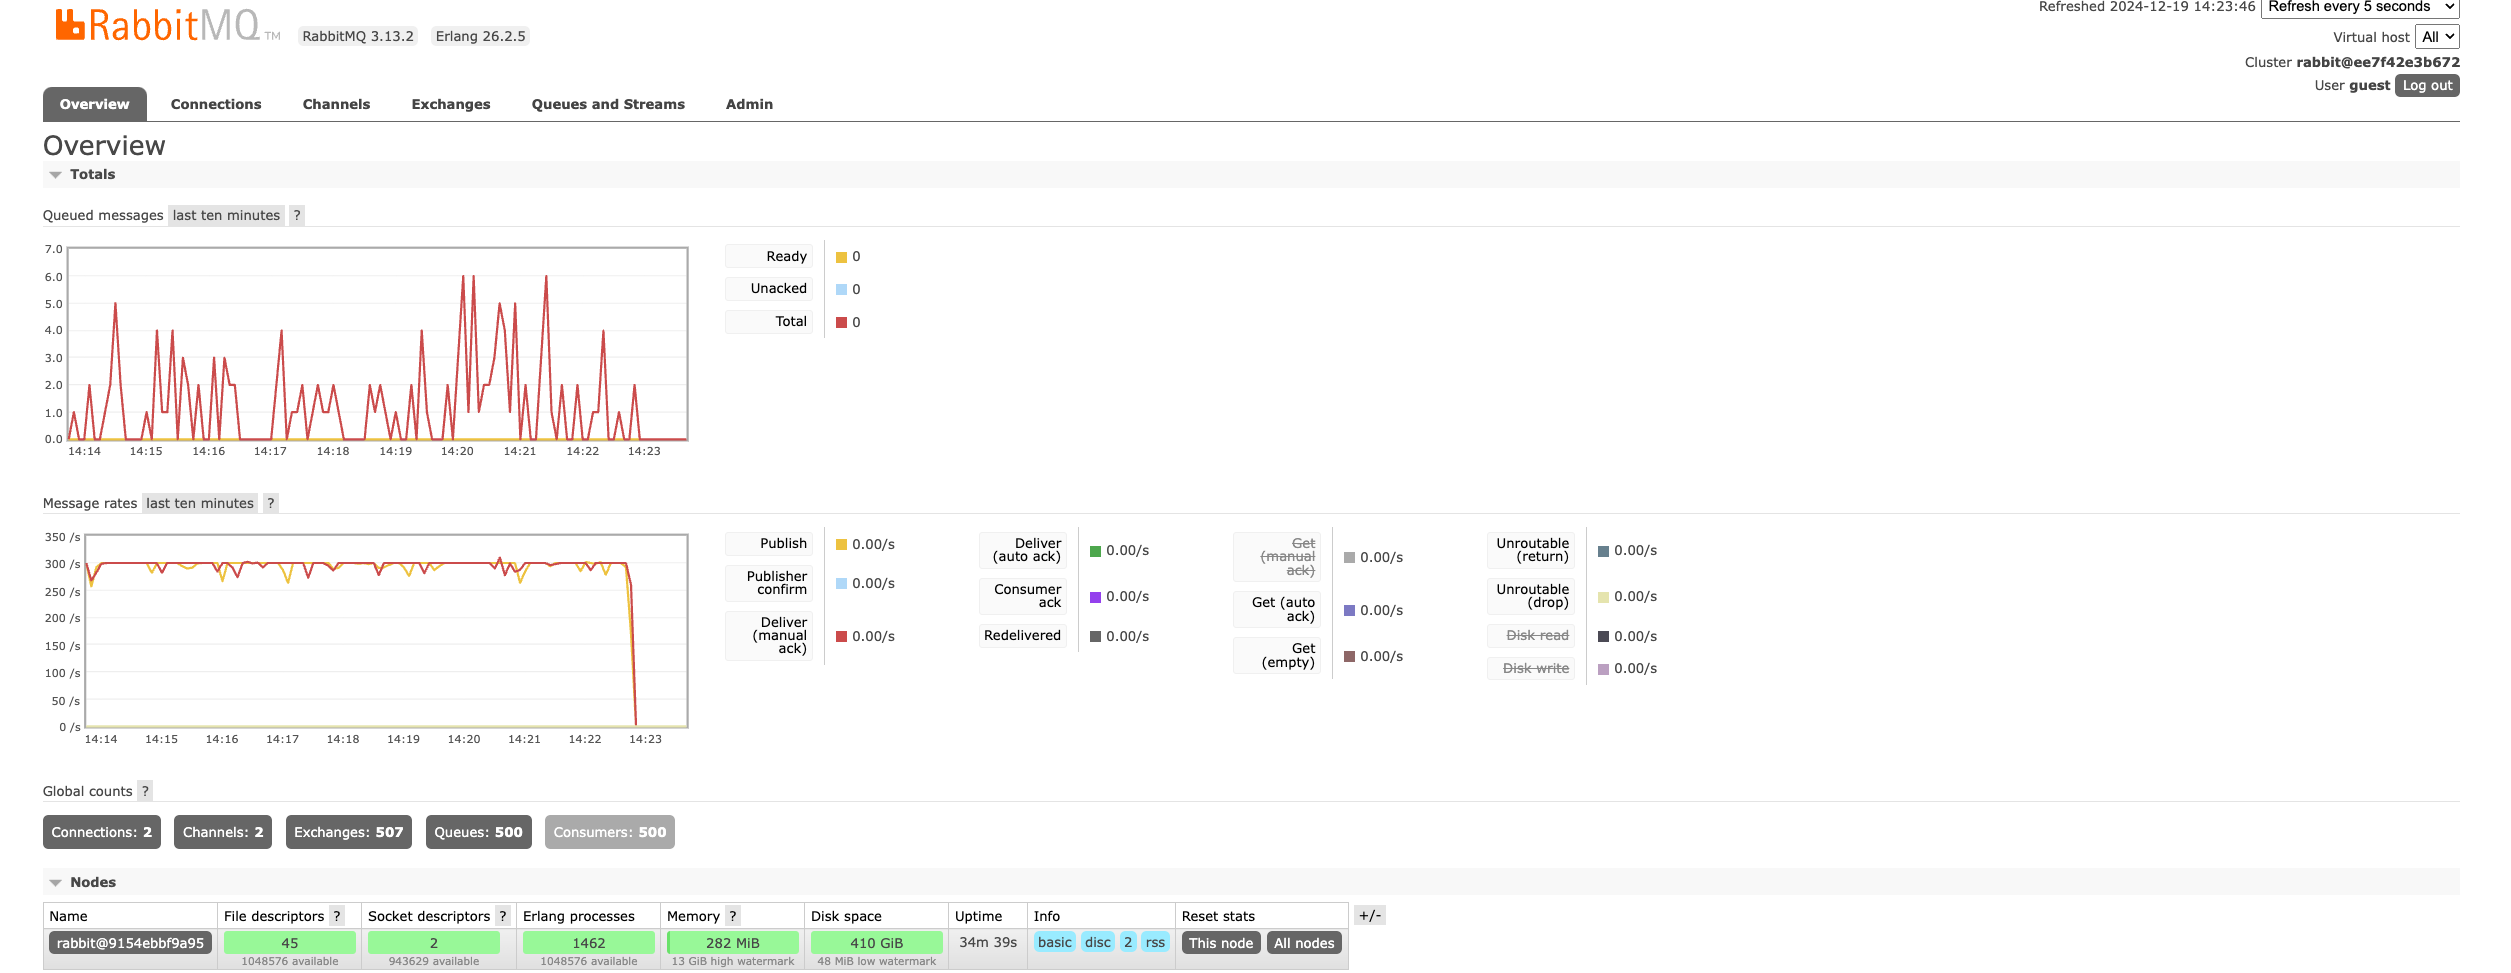 RabbitMQ TM RabbitMQ 3.13.2 Erlang 26.2.5
Refreshed 2024-12-19 14:23:46 Refresh every 5 seconds
Virtual host All
Cluster rabbit@ee7f42e3b672
User guest Log out
Overview Connections Channels Exchanges Queues and Streams Admin
Overview
Totals
Queued messages last ten minutes ?
7.0
6.0
5.0
4.0
3.0
2.0
1.0
0.0
14:14 14:15 14:16 14:17 14:18 14:19 14:20 14:21 14:22 14:23
Ready 0
Unacked 0
Total 0
Message rates last ten minutes ?
350 /s
300 /s
250 /s
200 /s
150 /s
100 /s
50 /s
0 /s
14:14 14:15 14:16 14:17 14:18 14:19 14:20 14:21 14:22 14:23
Publish 0.00/s
Publisher
confirm 0.00/s
Deliver
(manual
ack) 0.00/s
Deliver
(auto ack) 0.00/s
Consumer
ack 0.00/s
Redelivered 0.00/s
Get
(manual
ack) 0.00/s
Get (auto
ack) 0.00/s
Get
(empty) 0.00/s
Unroutable
(return) 0.00/s
Unroutable
(drop) 0.00/s
Disk read 0.00/s
Disk write 0.00/s
Global counts ?
Connections: 2 Channels: 2 Exchanges: 507 Queues: 500 Consumers: 500
Nodes
Name File descriptors ? Socket descriptors ? Erlang processes Memory ? Disk space Uptime Info Reset stats +/-
rabbit@9154ebbf9a95 45 2 1462 282 MiB 410 GiB 34m 39s basic disc 2 rss This node All nodes
1048576 available 943629 available 1048576 available 13 GiB high watermark 48 MiB low watermark